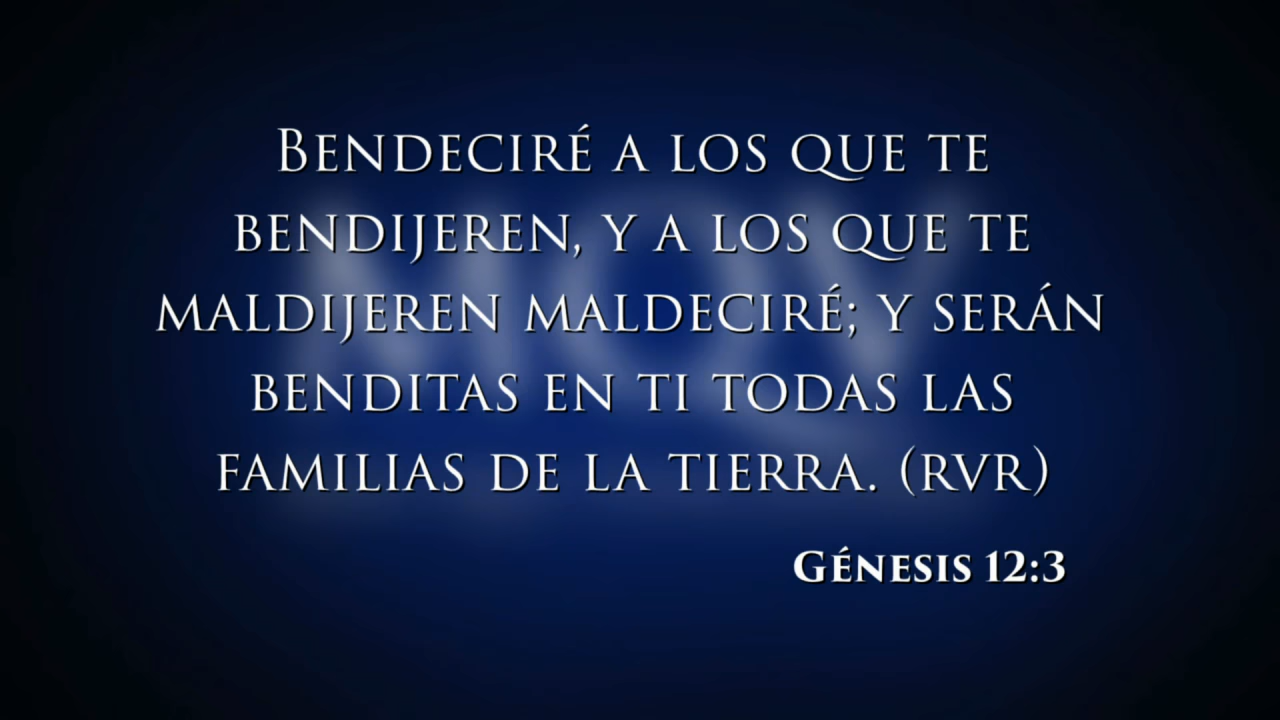 Bendeciré a los que te
bendijeren, y a los que te
maldijeren maldeciré; y serán
benditas en ti todas las
familias de la tierra. (rvr)
Génesis 12:3